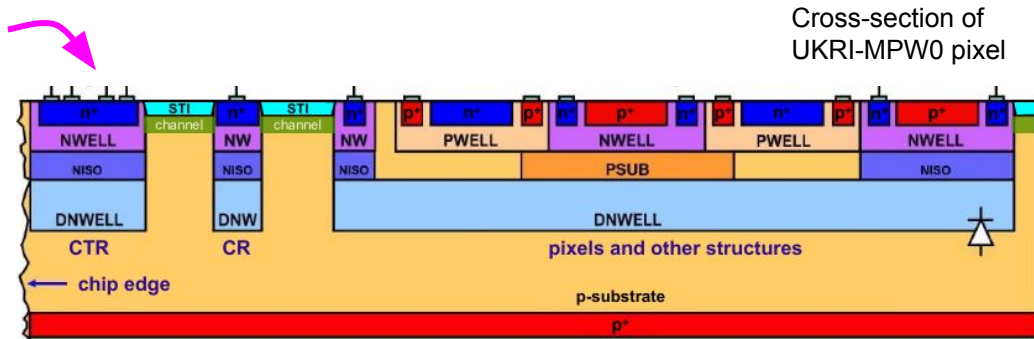 Cross-section of
UKRI-MPW0 pixel
n⁺ STI n⁺ STI n⁺ p⁺ n⁺ p⁺ n⁺ p⁺ n⁺ p⁺ n⁺ p⁺ n⁺ p⁺ n⁺
channel channel
NWELL NW NW PWELL NWELL PWELL NWELL
NISO NISO NISO PSUB NISO
DNWELL DNW DNWELL
CTR CR pixels and other structures
chip edge
p-substrate
p⁺